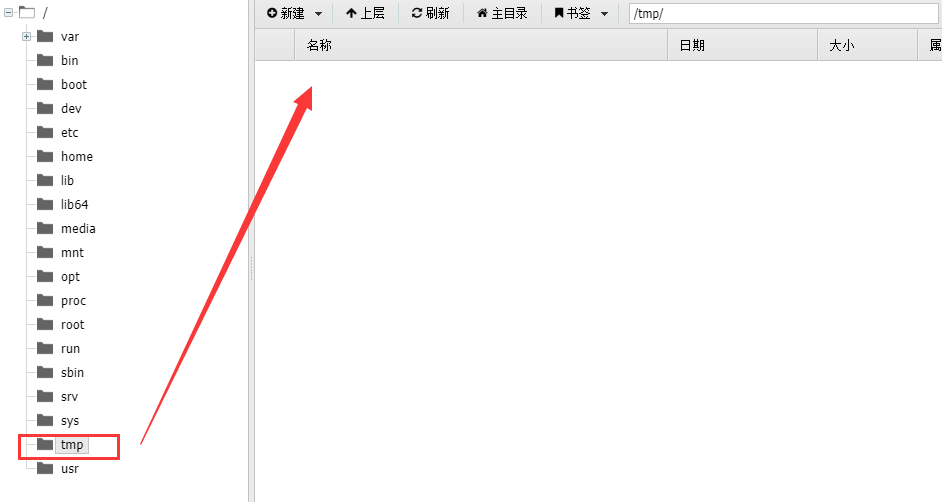 /
var
bin
boot
dev
etc
home
lib
lib64
media
mnt
opt
proc
root
run
sbin
srv
sys
tmp
usr
新建 上层 刷新 主目录 书签 /tmp/
名称 日期 大小 属